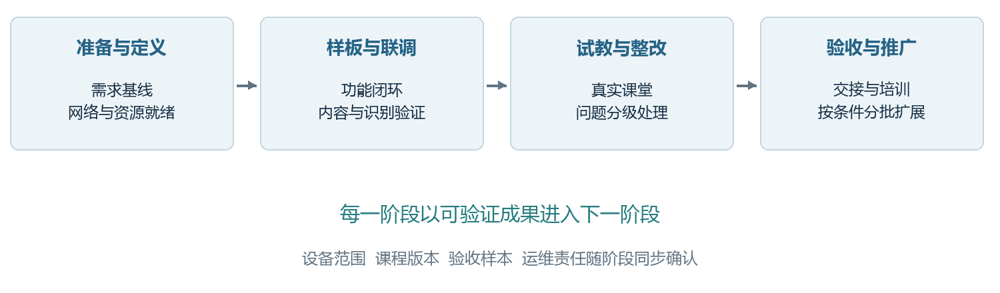 准备与定义
需求基线
网络与资源就绪
样板与联调
功能闭环
内容与识别验证
试教与整改
真实课堂
问题分级处理
验收与推广
交接与培训
按条件分批扩展
每一阶段以可验证成果进入下一阶段
设备范围 课程版本 验收样本 运维责任随阶段同步确认